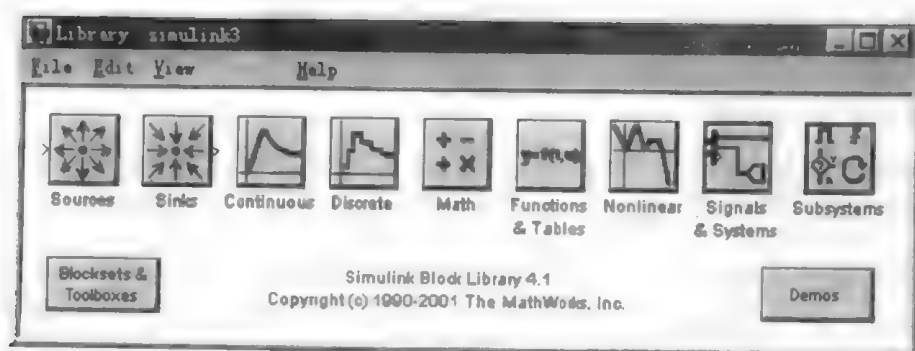 Library simulink3
File Edit View Help
Sources Sinks Continuous Discrete Math Functions & Tables Nonlinear Signals & Systems Subsystems
Blocksets & Toolboxes
Simulink Block Library 4.1
Copyright (c) 1990-2001 The MathWorks, Inc.
Demos